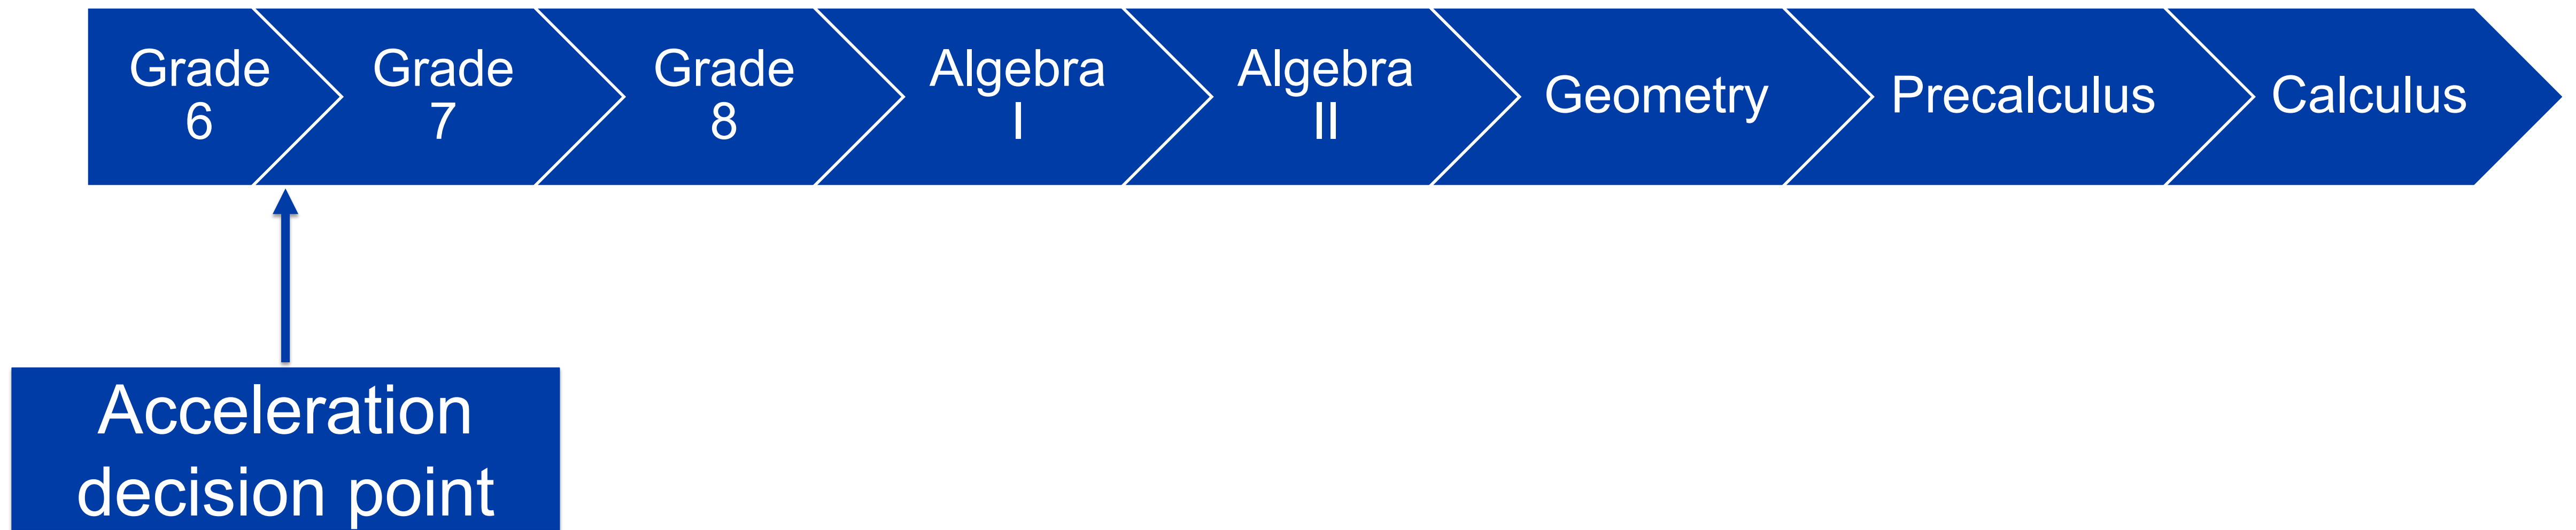 Grade
6
Grade
7
Grade
8
Algebra
I
Algebra
II
Geometry
Precalculus
Calculus
Acceleration
decision point